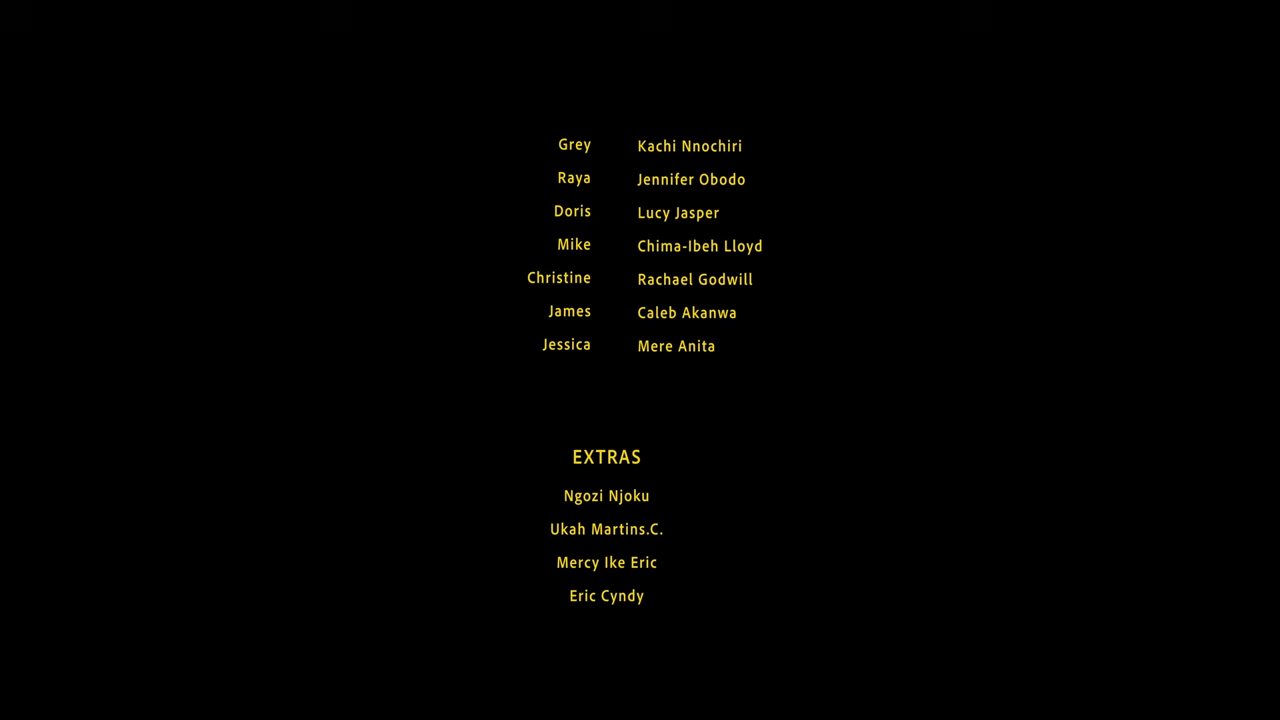 Grey Kachi Nnochiri
Raya Jennifer Obodo
Doris Lucy Jasper
Mike Chima-Ibeh Lloyd
Christine Rachael Godwill
James Caleb Akanwa
Jessica Mere Anita
EXTRAS
Ngozi Njoku
Ukah Martins.C.
Mercy Ike Eric
Eric Cyndy